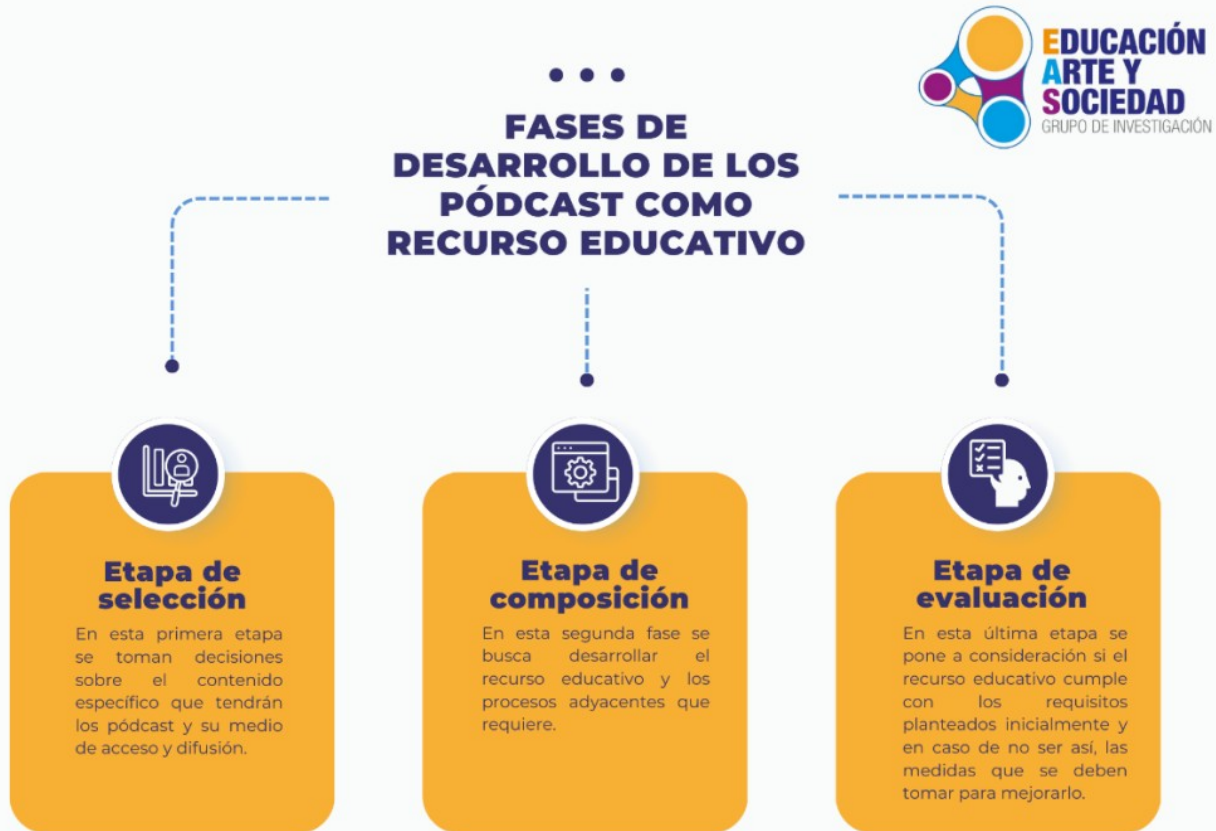 EDUCACIÓN
ARTE Y
SOCIEDAD
GRUPO DE INVESTIGACIÓN
FASES DE
DESARROLLO DE LOS
PÓDCAST COMO
RECURSO EDUCATIVO
Etapa de
selección
En esta primera etapa
se toman decisiones
sobre el contenido
específico que tendrán
los pódcast y su medio
de acceso y difusión.
Etapa de
composición
En esta segunda fase se
busca desarrollar el
recurso educativo y los
procesos adyacentes que
requiere.
Etapa de
evaluación
En esta última etapa se
pone a consideración si el
recurso educativo cumple
con los requisitos
planteados inicialmente y
en caso de no ser así, las
medidas que se deben
tomar para mejorarlo.